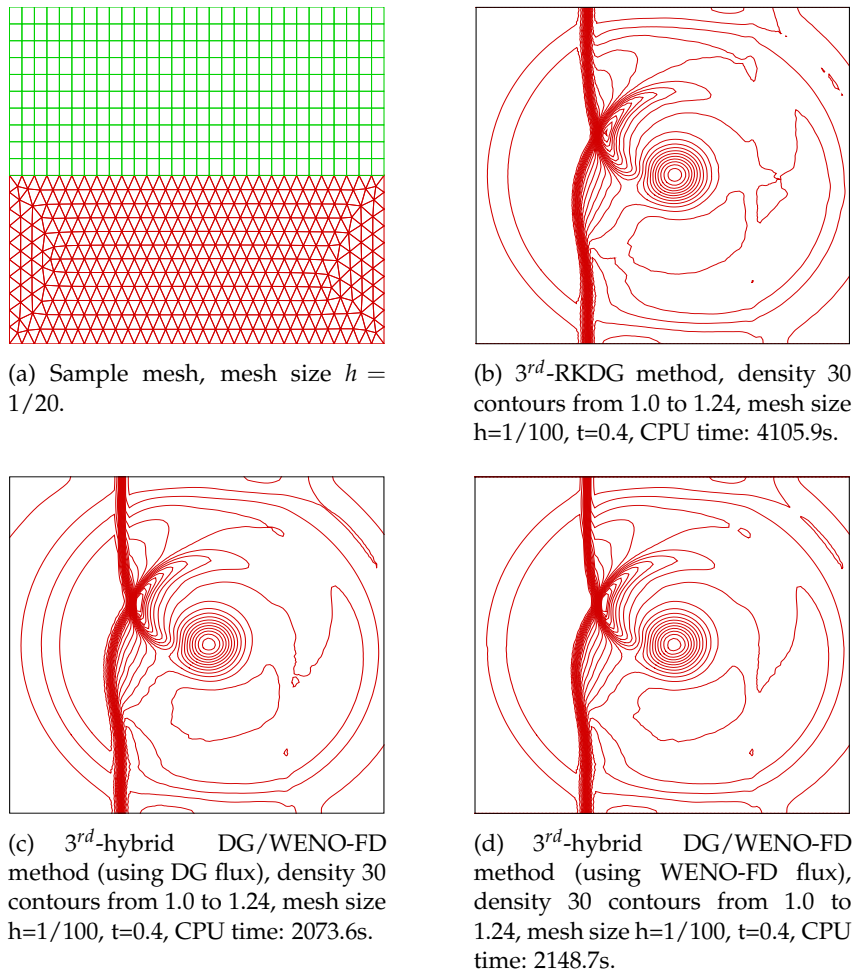 (a) Sample mesh, mesh size h =
1/20.
(b) 3rd-RKDG method, density 30
contours from 1.0 to 1.24, mesh size
h=1/100, t=0.4, CPU time: 4105.9s.
(c) 3rd-hybrid DG/WENO-FD
method (using DG flux), density 30
contours from 1.0 to 1.24, mesh size
h=1/100, t=0.4, CPU time: 2073.6s.
(d) 3rd-hybrid DG/WENO-FD
method (using WENO-FD flux),
density 30 contours from 1.0 to
1.24, mesh size h=1/100, t=0.4, CPU
time: 2148.7s.